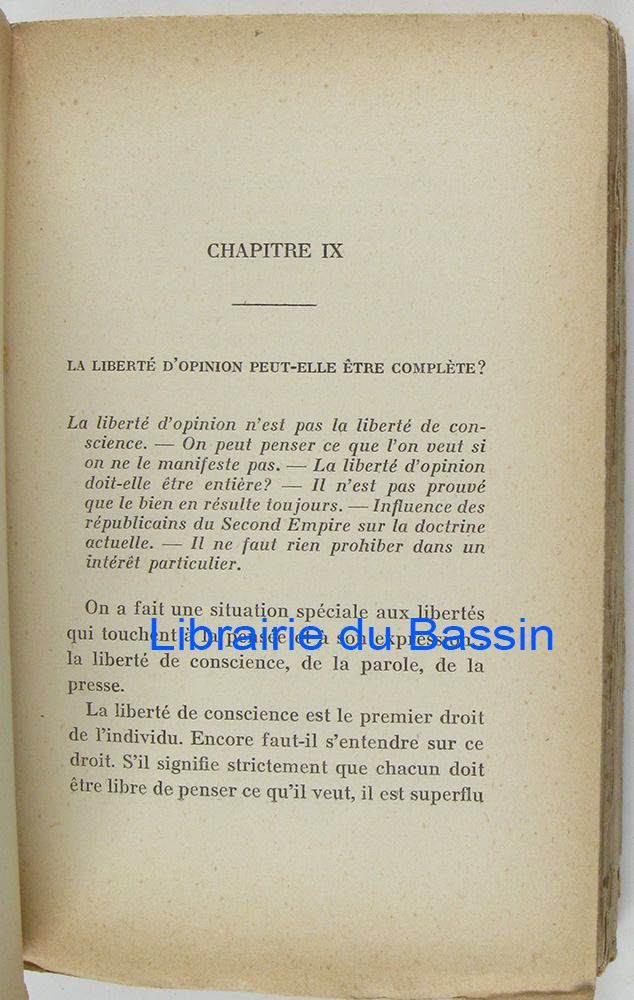 CHAPITRE IX
LA LIBERTÉ D'OPINION PEUT-ELLE ÊTRE COMPLÈTE?
La liberté d'opinion n'est pas la liberté de con-
science. — On peut penser ce que l'on veut si
on ne le manifeste pas. — La liberté d'opinion
doit-elle être entière? — Il n'est pas prouvé
que le bien en résulte toujours. — Influence des
républicains du Second Empire sur la doctrine
actuelle. — Il ne faut rien prohiber dans un
intérêt particulier.
On a fait une situation spéciale aux libertés
qui touchent à la pensée et à son expression,
Librairie du Bassin
la liberté de conscience, de la parole, de la
presse.
La liberté de conscience est le premier droit
de l'individu. Encore faut-il s'entendre sur ce
droit. S'il signifie strictement que chacun doit
être libre de penser ce qu'il veut, il est superflu